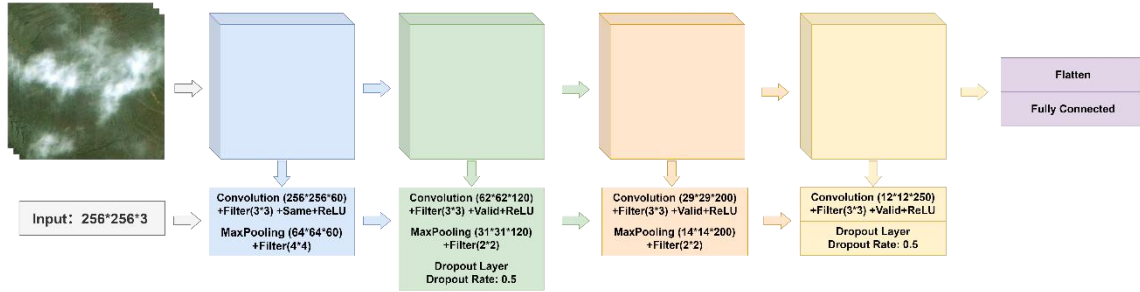 Flatten
Fully Connected
Input：256*256*3
Convolution (256*256*60)
+Filter(3*3) +Same+ReLU
MaxPooling (64*64*60)
+Filter(4*4)
Convolution (62*62*120)
+Filter(3*3) +Valid+ReLU
MaxPooling (31*31*120)
+Filter(2*2)
Dropout Layer
Dropout Rate: 0.5
Convolution (29*29*200)
+Filter(3*3) +Valid+ReLU
MaxPooling (14*14*200)
+Filter(2*2)
Convolution (12*12*250)
+Filter(3*3) +Valid+ReLU
Dropout Layer
Dropout Rate: 0.5